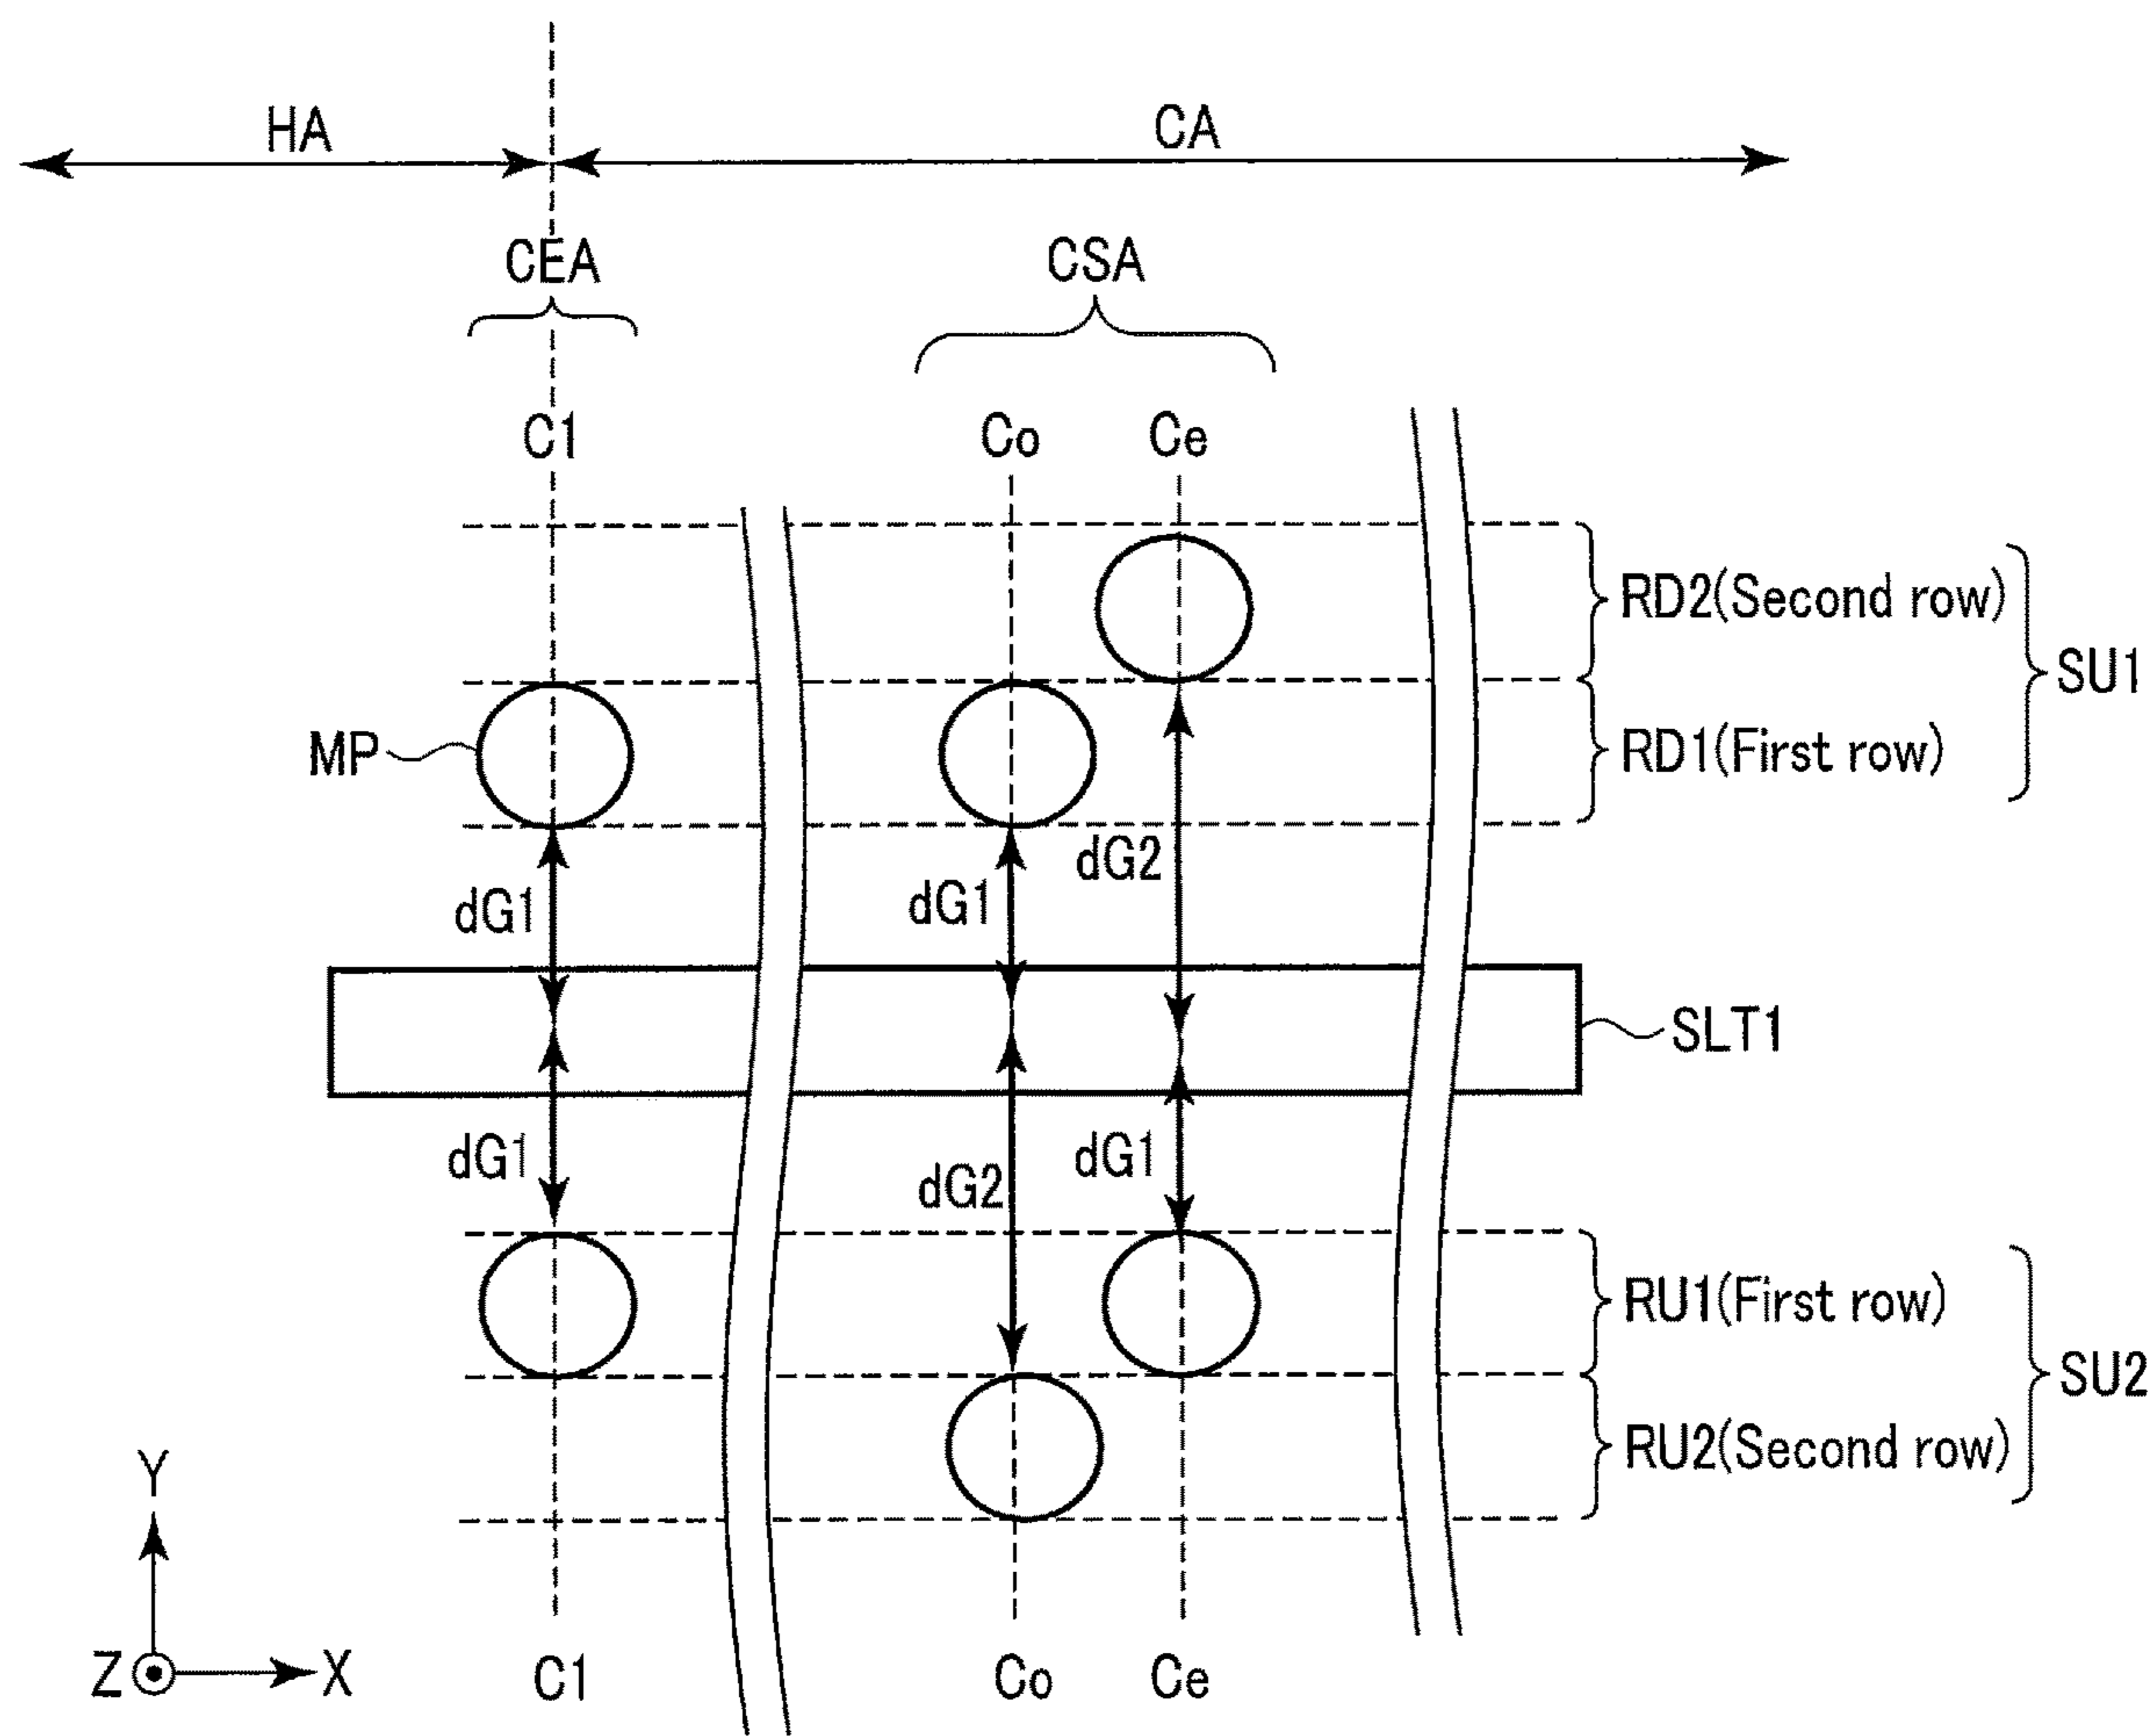 HA CA
CEA CSA
C1 Co Ce
RD2(Second row)
SU1
MP RD1(First row)
dG2
dG1 dG1
SLT1
dG1 dG2 dG1
RU1(First row)
SU2
RU2(Second row)
Y
Z X C1 Co Ce